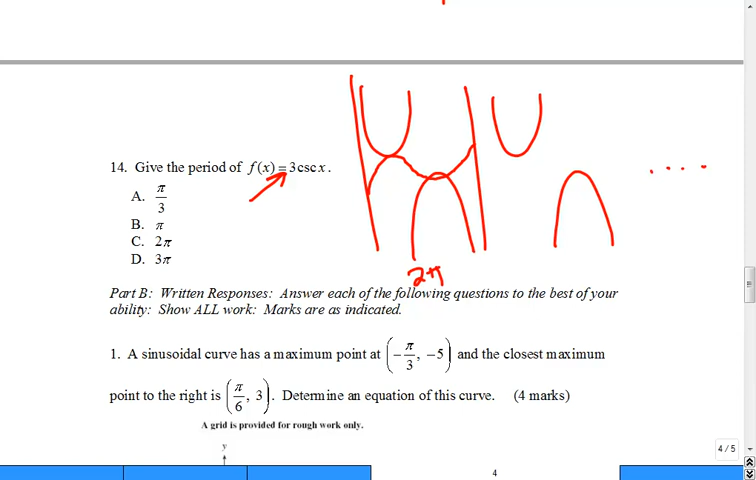 14. Give the period of f(x) = 3cscx.
A. π/3
B. π
C. 2π
D. 3π
2π
Part B: Written Responses: Answer each of the following questions to the best of your
ability: Show ALL work: Marks are as indicated.
1. A sinusoidal curve has a maximum point at (−π/3, −5) and the closest maximum
point to the right is (π/6, 3). Determine an equation of this curve. (4 marks)
A grid is provided for rough work only.
y
4/5
4